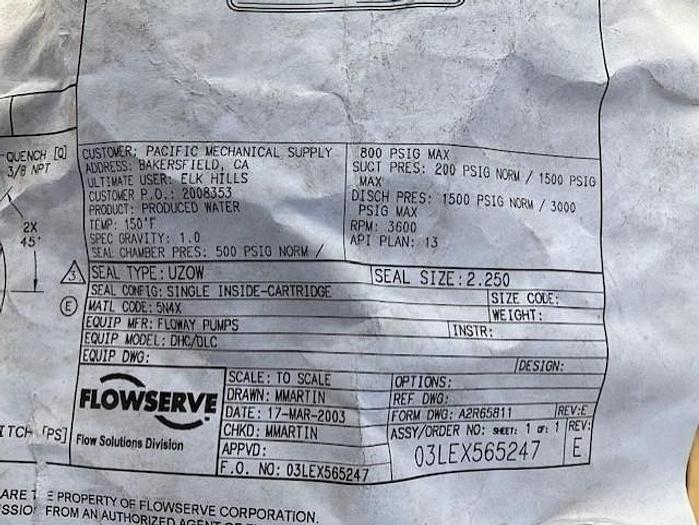 QUENCH [Q]
3/8 NPT
2X
45°
CUSTOMER: PACIFIC MECHANICAL SUPPLY
ADDRESS: BAKERSFIELD, CA
ULTIMATE USER: ELK HILLS
CUSTOMER P.O.: 2008353
PRODUCT: PRODUCED WATER
TEMP: 150°F
SPEC GRAVITY: 1.0
SEAL CHAMBER PRES: 500 PSIG NORM /
800 PSIG MAX
SUCT PRES: 200 PSIG NORM / 1500 PSIG
MAX
DISCH PRES: 1500 PSIG NORM / 3000
PSIG MAX
RPM: 3600
API PLAN: 13
3
SEAL TYPE: UZOW
SEAL SIZE: 2.250
SEAL CONFIG: SINGLE INSIDE-CARTRIDGE
SIZE CODE:
E
MATL CODE: 5N4X
WEIGHT:
EQUIP MFR: FLOWAY PUMPS
INSTR:
EQUIP MODEL: DHC/DLC
EQUIP DWG:
DESIGN:
FLOWSERVE
Flow Solutions Division
SCALE: TO SCALE
DRAWN: MMARTIN
DATE: 17-MAR-2003
CHKD: MMARTIN
APPVD:
F.O. NO: 03LEX565247
OPTIONS:
REF DWG:
FORM DWG: A2R65811
REV:E
ASSY/ORDER NO: SHEET: 1 OF: 1
REV:
03LEX565247
E
[PS]
ARE
PROPERTY OF FLOWSERVE CORPORATION.
FROM AN AUTHORIZED AGENT OF